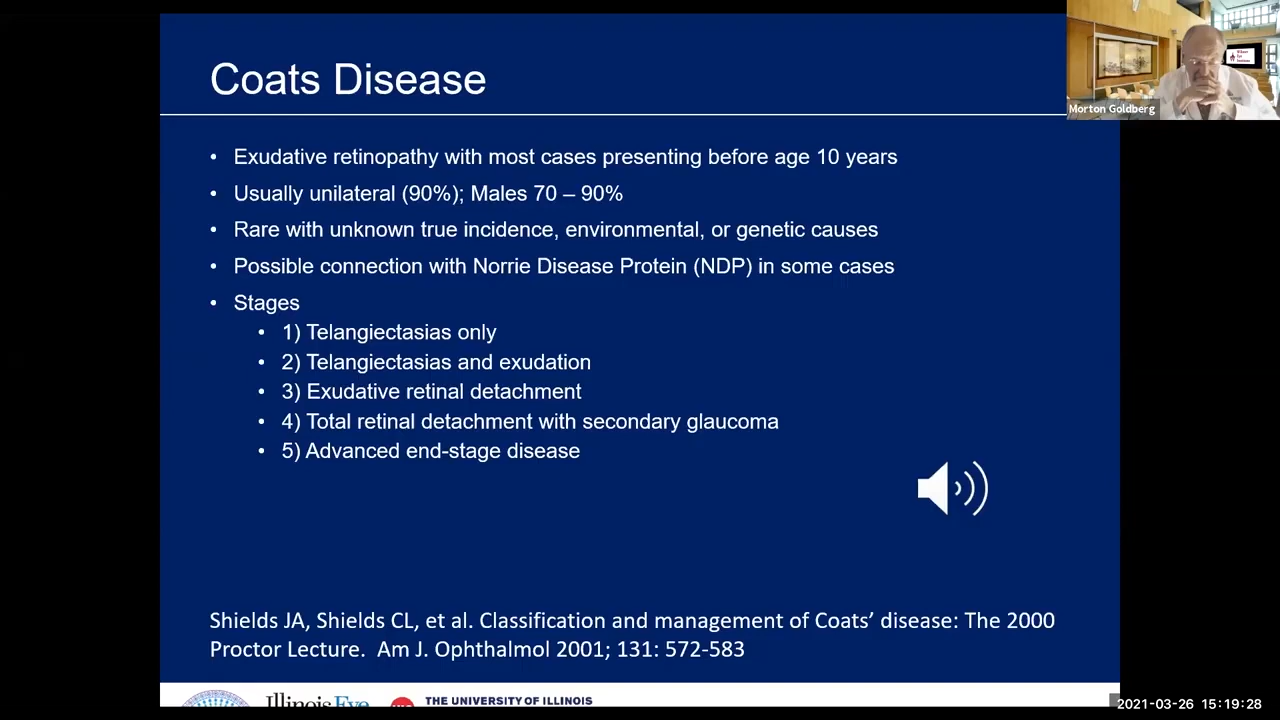 Coats Disease
Morton Goldberg
• Exudative retinopathy with most cases presenting before age 10 years
• Usually unilateral (90%); Males 70 – 90%
• Rare with unknown true incidence, environmental, or genetic causes
• Possible connection with Norrie Disease Protein (NDP) in some cases
• Stages
• 1) Telangiectasias only
• 2) Telangiectasias and exudation
• 3) Exudative retinal detachment
• 4) Total retinal detachment with secondary glaucoma
• 5) Advanced end-stage disease
Shields JA, Shields CL, et al. Classification and management of Coats’ disease: The 2000
Proctor Lecture. Am J. Ophthalmol 2001; 131: 572-583
Illinois Eye
THE UNIVERSITY OF ILLINOIS
2021-03-26 15:19:28